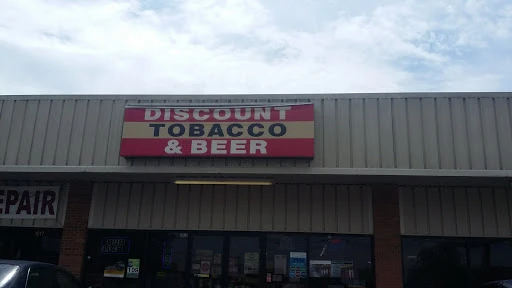 DISCOUNT
TOBACCO
& BEER
EPAIR